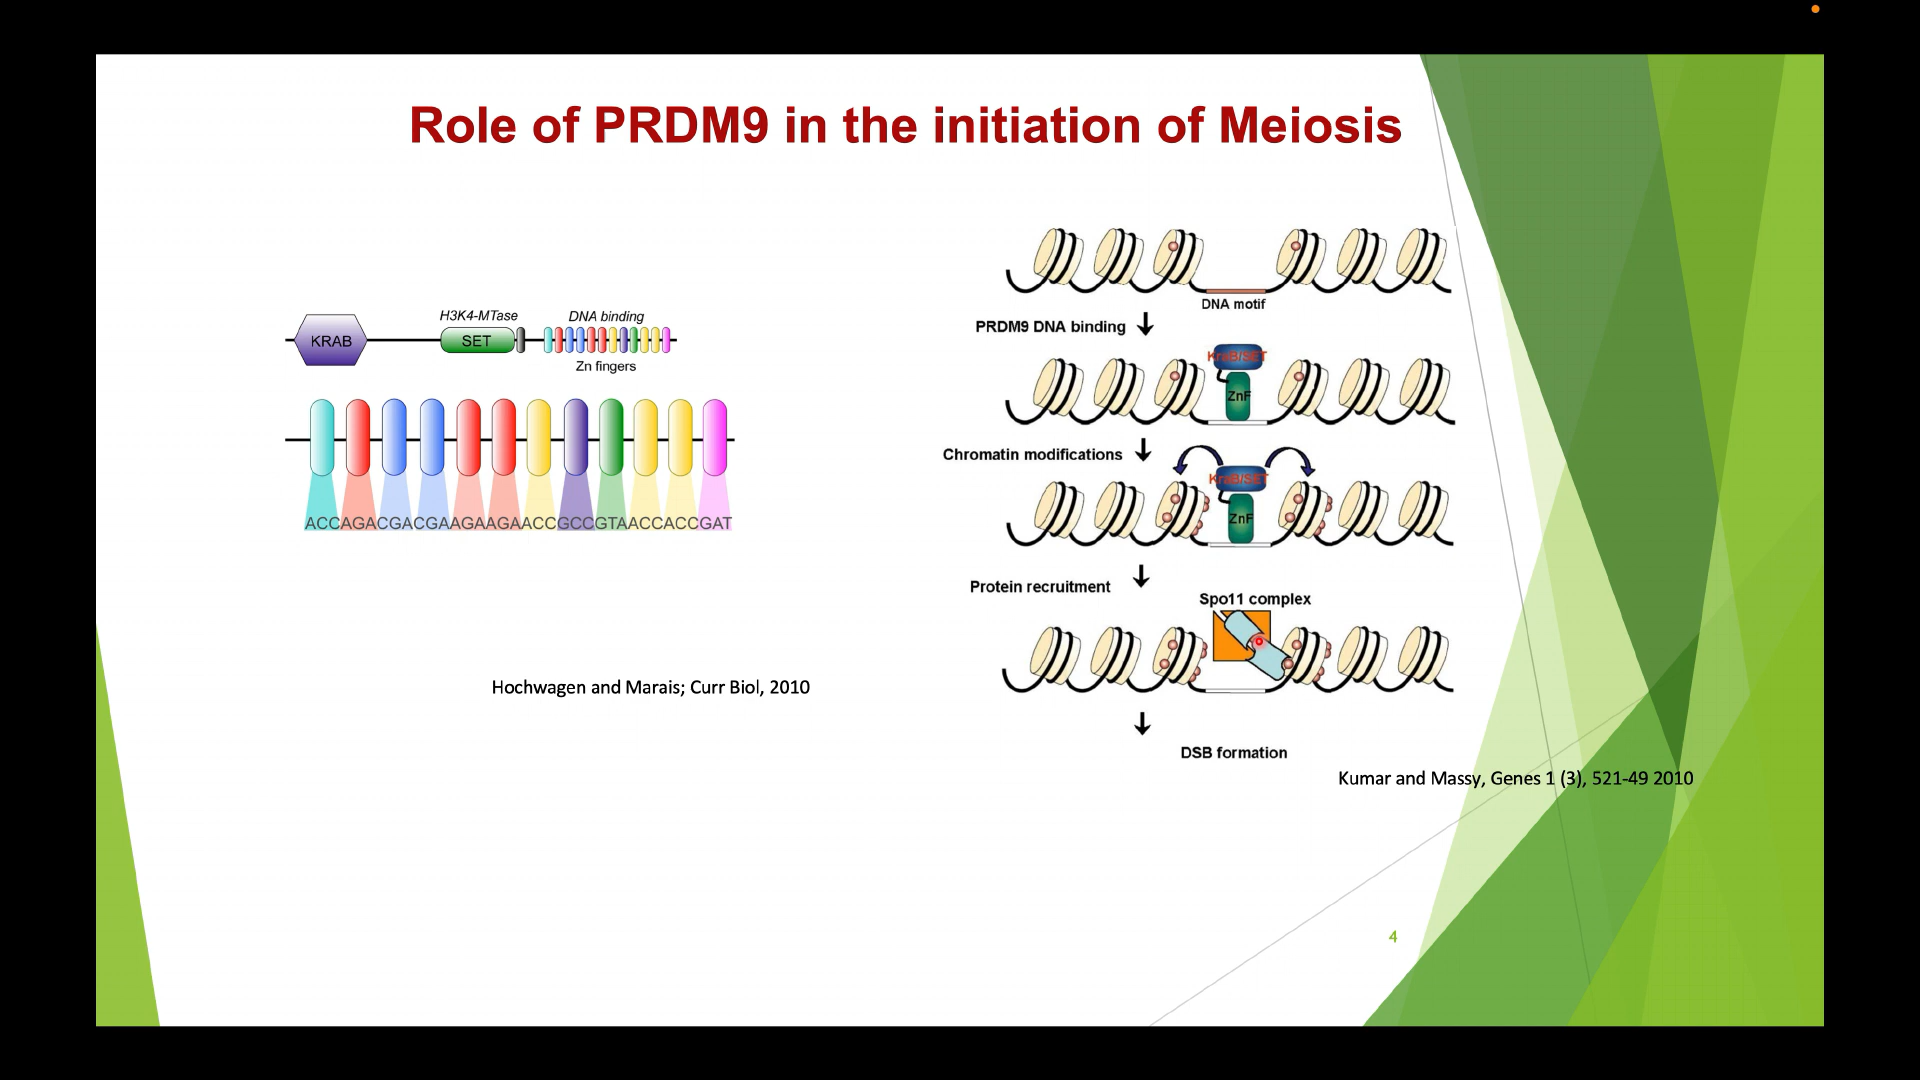 Role of PRDM9 in the initiation of Meiosis
KRAB
H3K4-MTase
SET
DNA binding
Zn fingers
ACCAGACGACGAAGAAGAACCGCCGTAACCACCGAT
Hochwagen and Marais; Curr Biol, 2010
DNA motif
PRDM9 DNA binding
KraB/SET
ZnF
Chromatin modifications
KraB/SET
ZnF
Protein recruitment
Spo11 complex
DSB formation
Kumar and Massy, Genes 1 (3), 521-49 2010
4